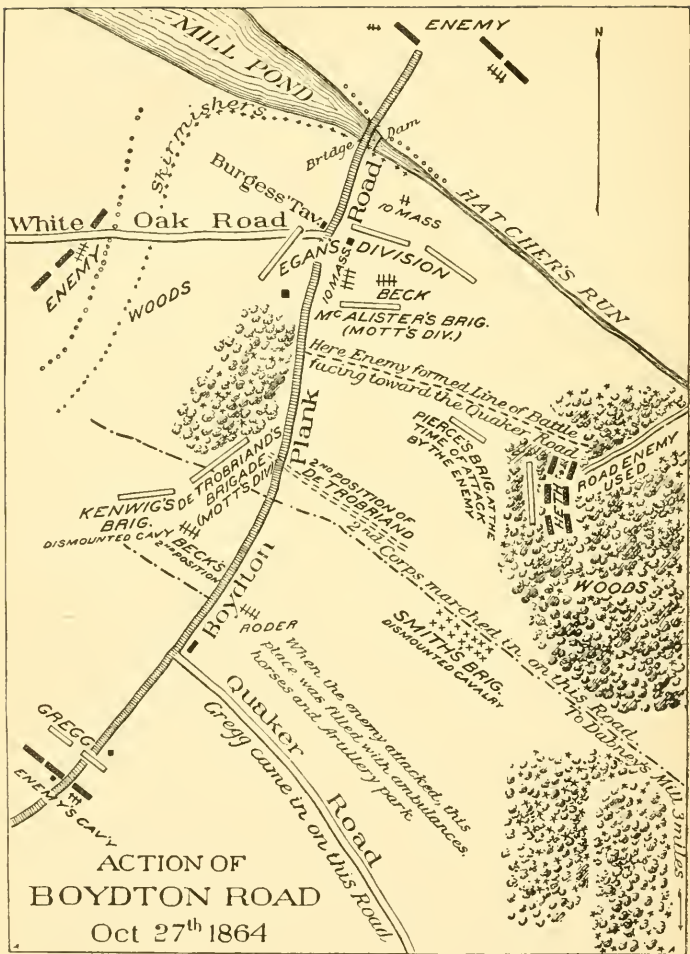 ENEMY
N
MILL POND
Skirmishers
Bridge
Dam
Burgess' Tav.
Road
10 MASS
HATCHER'S RUN
White Oak Road
ENEMY
WOODS
EGANS DIVISION
10 MASS
BECK
McALISTER'S BRIG.
(MOTT'S DIV.)
Here Enemy formed Line of Battle
facing toward the Quaker Road
Plank
PIERCE'S BRIG AT THE
TIME OF ATTACK
BY THE ENEMY
ROAD ENEMY
USED
HETZ
WOODS
KENWIG'S
BRIG.
DISMOUNTED CAVY
DE TROBRIAND'S
BRIGADE
(MOTT'S DIV)
2ND POSITION OF
DE TROBRIAND
BECK'S
2ND POSITION
2nd Corps marched in on this Road.
To Dabney's Mill 3 miles
Boydton
RODER
SMITH'S BRIG.
DISMOUNTED CAVALRY
When the enemy attacked, this
place was filled with ambulances,
horses and Artillery park
Quaker Road
Gregg came in on this Road.
GREGG
ENEMY'S CAVY
ACTION OF
BOYDTON ROAD
Oct 27th 1864